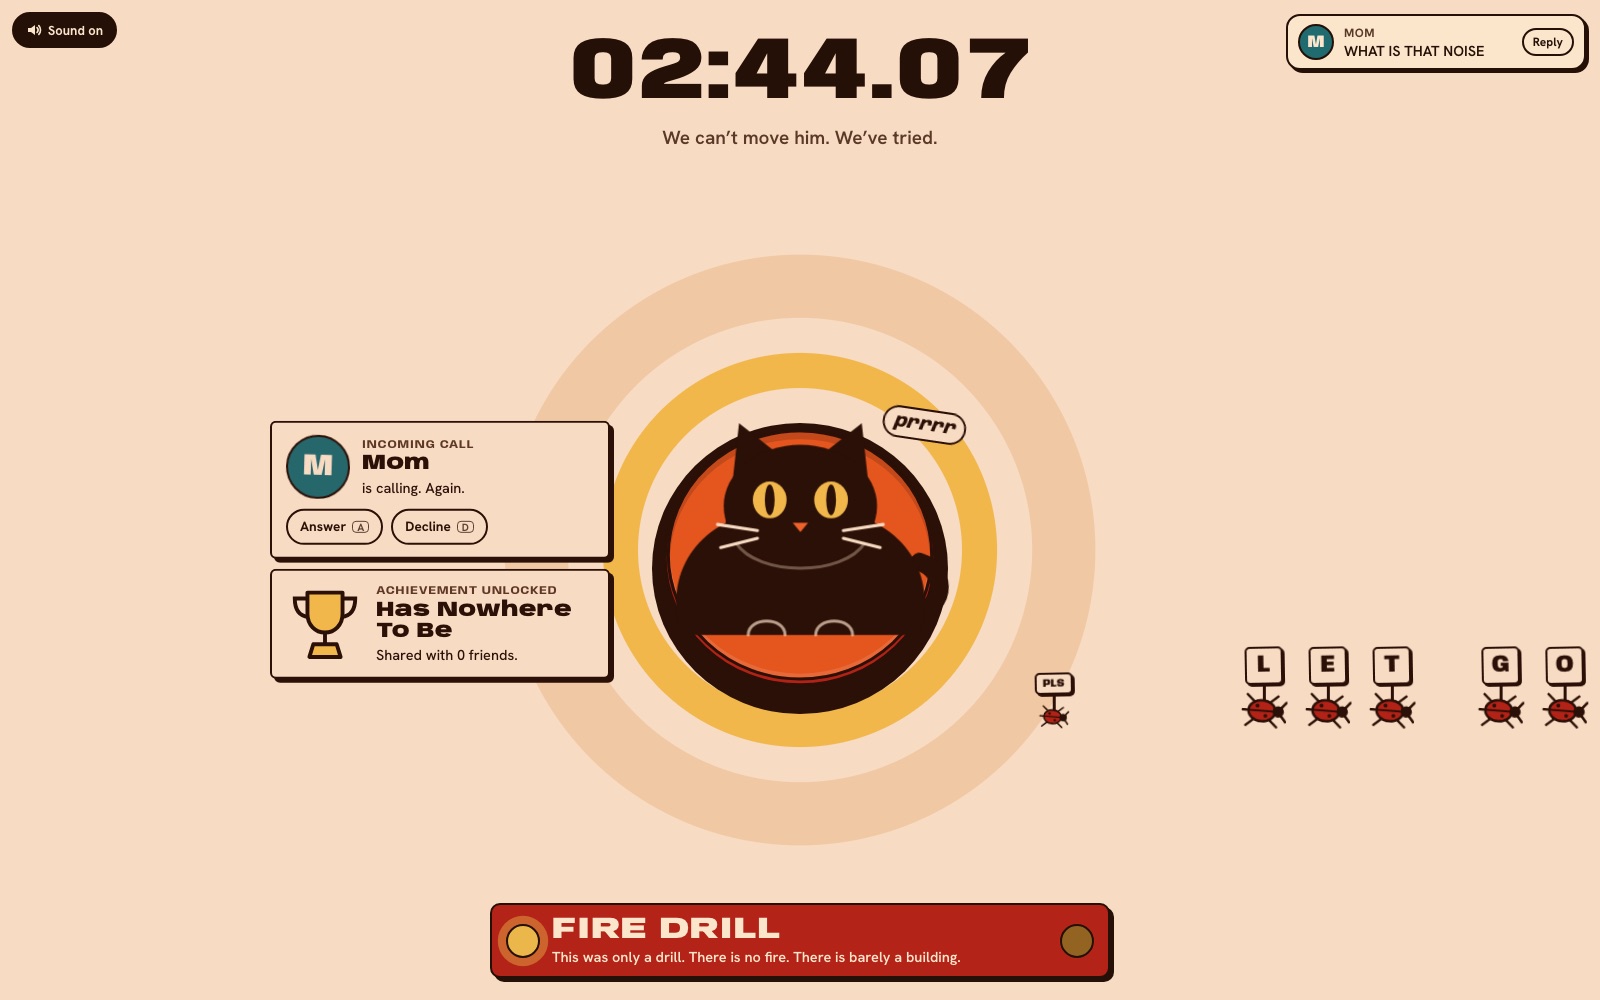 Sound on
02:44.07
We can’t move him. We’ve tried.
M
MOM
WHAT IS THAT NOISE
Reply
prrrr
M
INCOMING CALL
Mom
is calling. Again.
Answer A
Decline D
ACHIEVEMENT UNLOCKED
Has Nowhere
To Be
Shared with 0 friends.
PLS
L E T G O
FIRE DRILL
This was only a drill. There is no fire. There is barely a building.